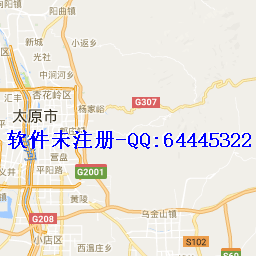 阳曲镇
新城
小返乡
光社
中涧河乡
汇丰
杏花岭区
杨家峪
G307
太原市
软件未注册-QQ:64445322
营盘
平阳路
G2001
黄陵
G208
乌金山镇
小店区
S102
西温庄乡
S60